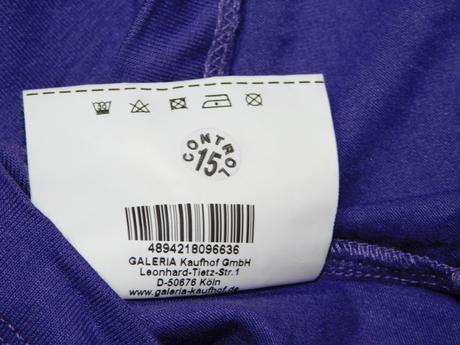 CONTROL
15
4894218096636
GALERIA Kaufhof GmbH
Leonhard-Tietz-Str.1
D-50676 Köln
www.galeria-kaufhof.de